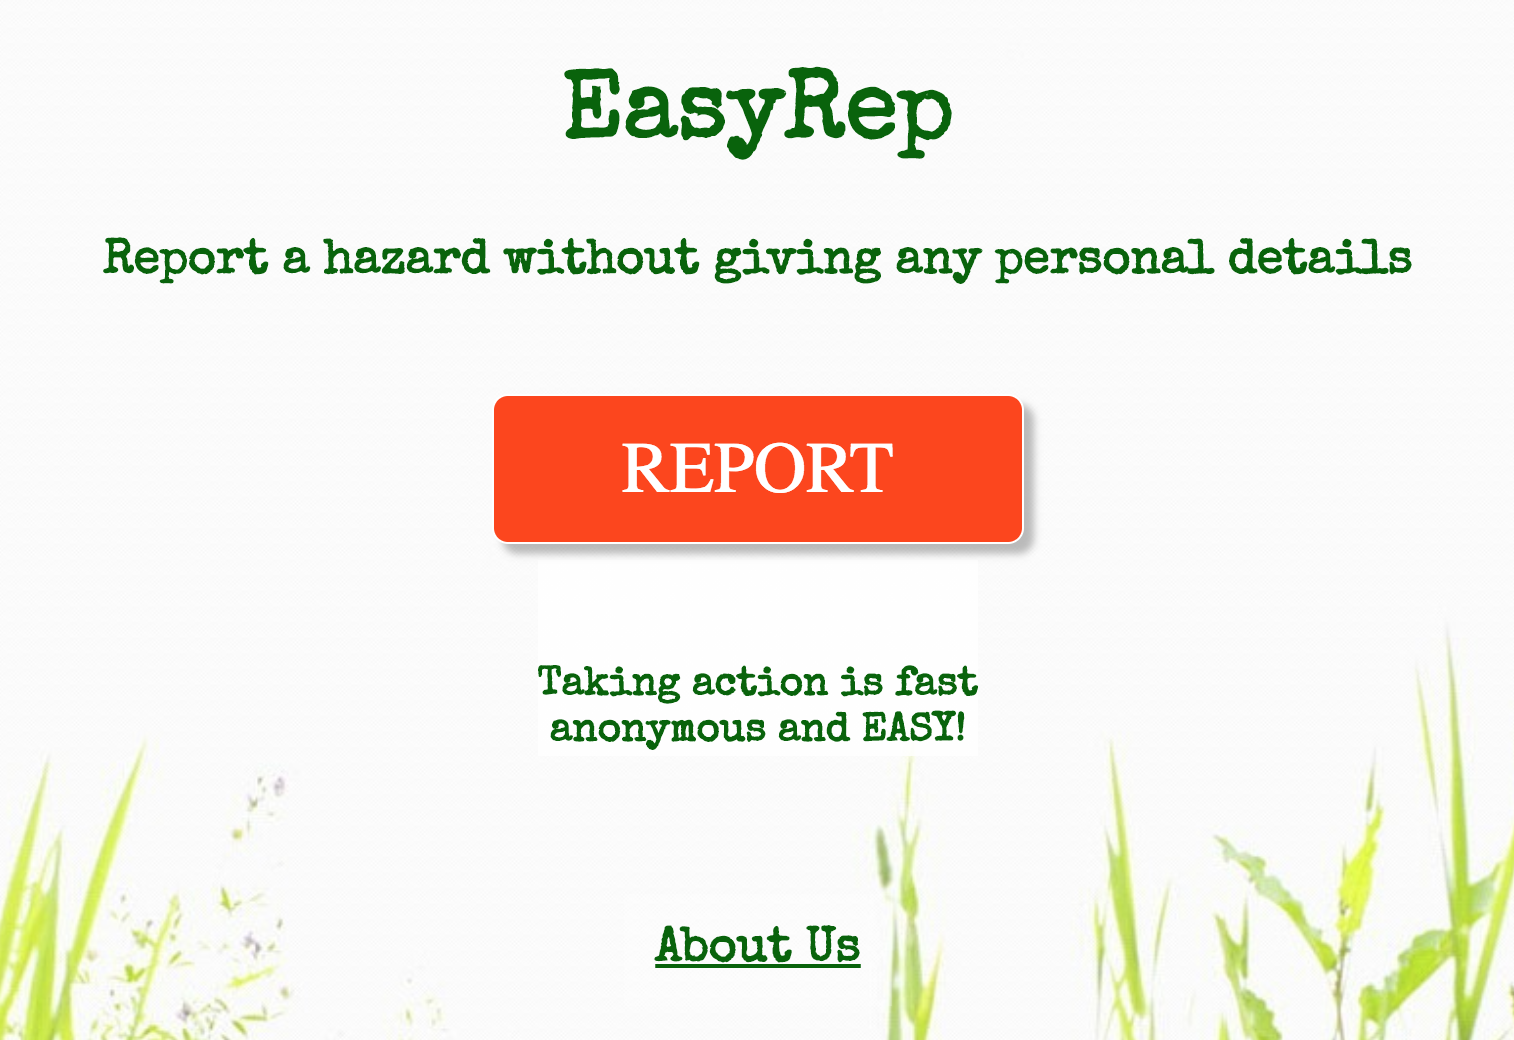 EasyRep
Report a hazard without giving any personal details
REPORT
Taking action is fast
anonymous and EASY!
About Us